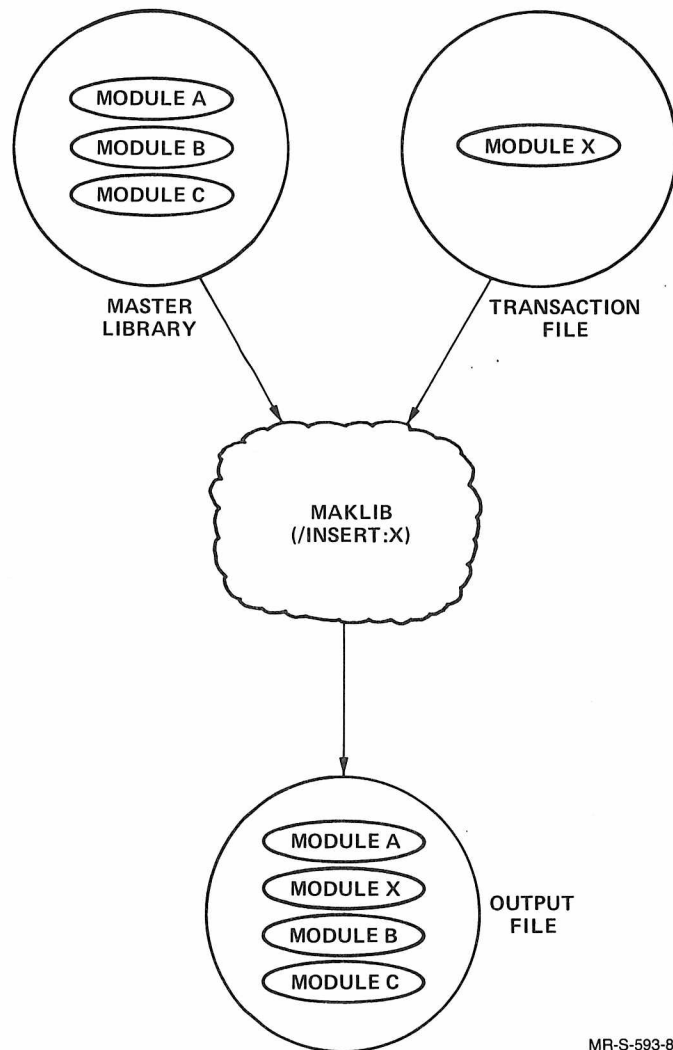 MODULE A
MODULE B
MODULE C
MASTER
LIBRARY
MODULE X
TRANSACTION
FILE
MAKLIB
(/INSERT:X)
MODULE A
MODULE X
MODULE B
MODULE C
OUTPUT
FILE
MR-S-593-8